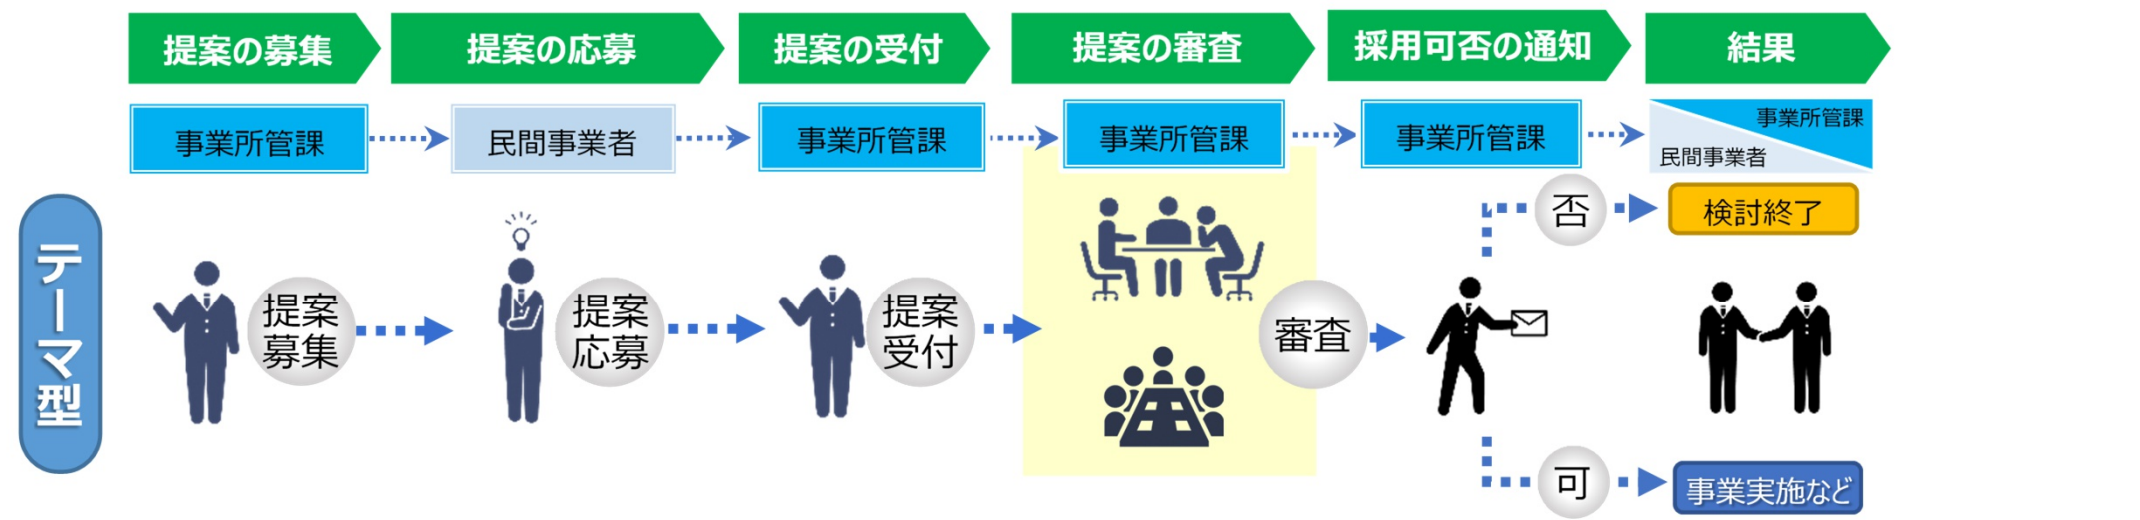 提案の募集
提案の応募
提案の受付
提案の審査
採用可否の通知
結果
事業所管課
民間事業者
事業所管課
事業所管課
事業所管課
事業所管課
民間事業者
テーマ型
提案
募集
提案
応募
提案
受付
審査
否
検討終了
可
事業実施など